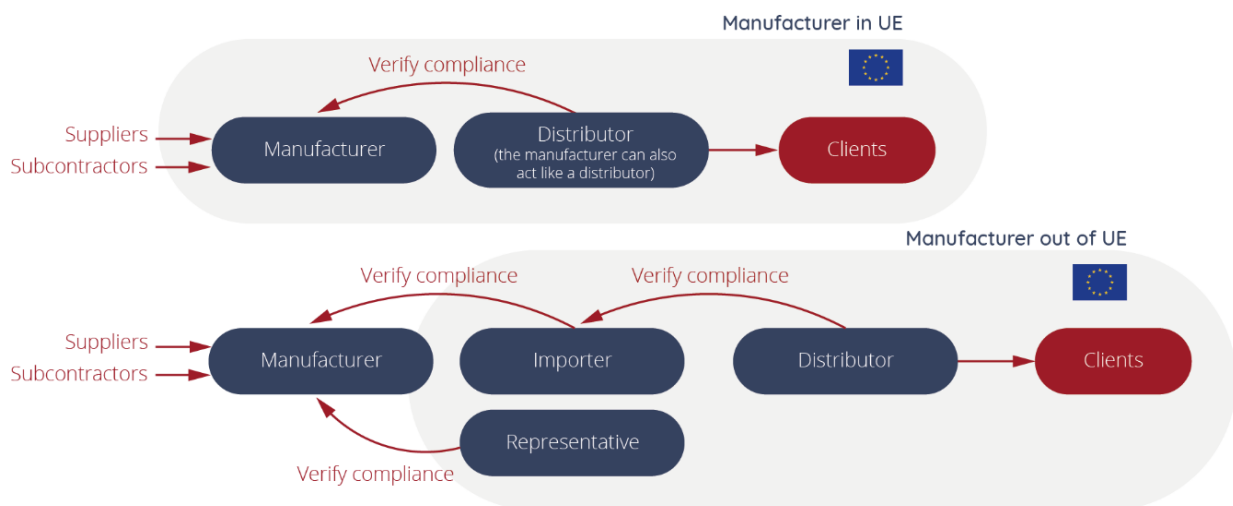 Manufacturer in UE
Verify compliance
Suppliers
Subcontractors
Manufacturer
Distributor
(the manufacturer can also
act like a distributor)
Clients
Manufacturer out of UE
Verify compliance
Verify compliance
Suppliers
Subcontractors
Manufacturer
Importer
Distributor
Clients
Representative
Verify compliance